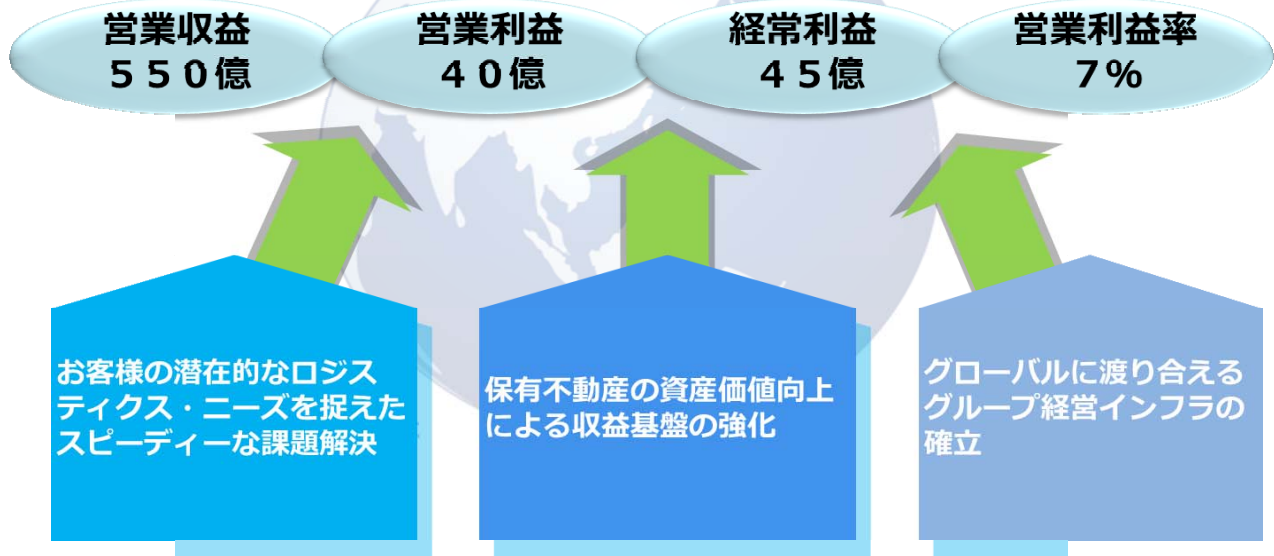 営業収益
５５０億
営業利益
４０億
経常利益
４５億
営業利益率
７％
お客様の潜在的なロジス
ティクス・ニーズを捉えた
スピーディーな課題解決
保有不動産の資産価値向上
による収益基盤の強化
グローバルに渡り合える
グループ経営インフラの
確立